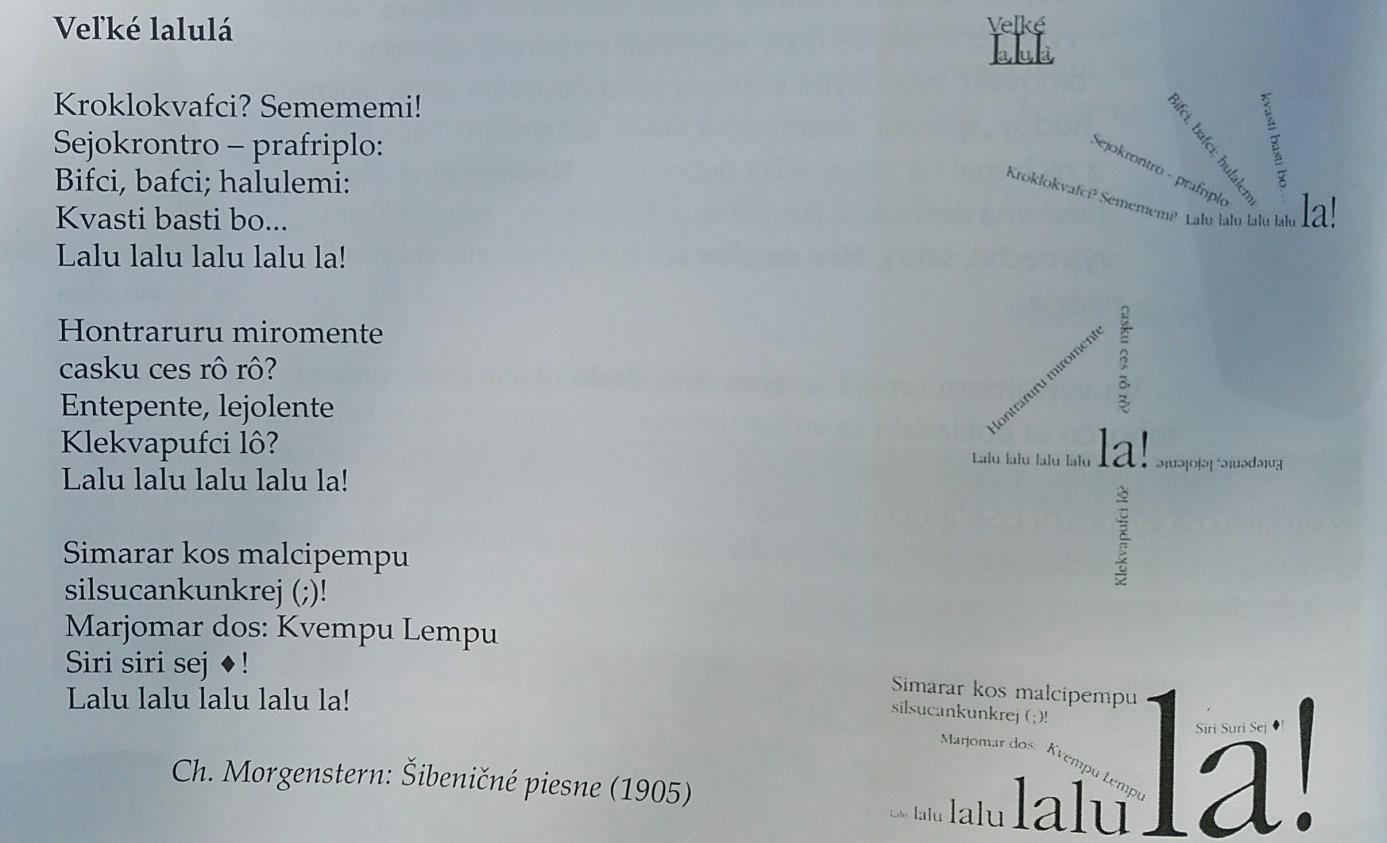 Veľké lalulá
Kroklokvafci? Semememi!
Sejokrontro – prafriplo:
Bifci, bafci; halulemi:
Kvasti basti bo...
Lalu lalu lalu lalu la!
Hontraruru miromente
casku ces rô rô?
Entepente, lejolente
Klekvapufci lô?
Lalu lalu lalu lalu la!
Simarar kos malcipempu
silsucankunkrej (;)!
Marjomar dos: Kvempu Lempu
Siri siri sej ♦!
Lalu lalu lalu lalu la!
Ch. Morgenstern: Šibeničné piesne (1905)
Veľké
LaLuLà
kvasti basti bo...
Bifci, bafci; hulalemi
Sejokrontro - prafriplo
Kroklokvafci? Semememi!
Lalu lalu lalu lalu la!
Hontraruru miromente
casku ces rô rô?
Lalu lalu lalu lalu la!
Entepente, lejolente
Klekvapufci lô?
Simarar kos malcipempu
silsucankunkrej (;)!
Marjomar dos: Kvempu Lempu
Siri Suri Sej ♦!
Lalu lalu lalu lalu la!